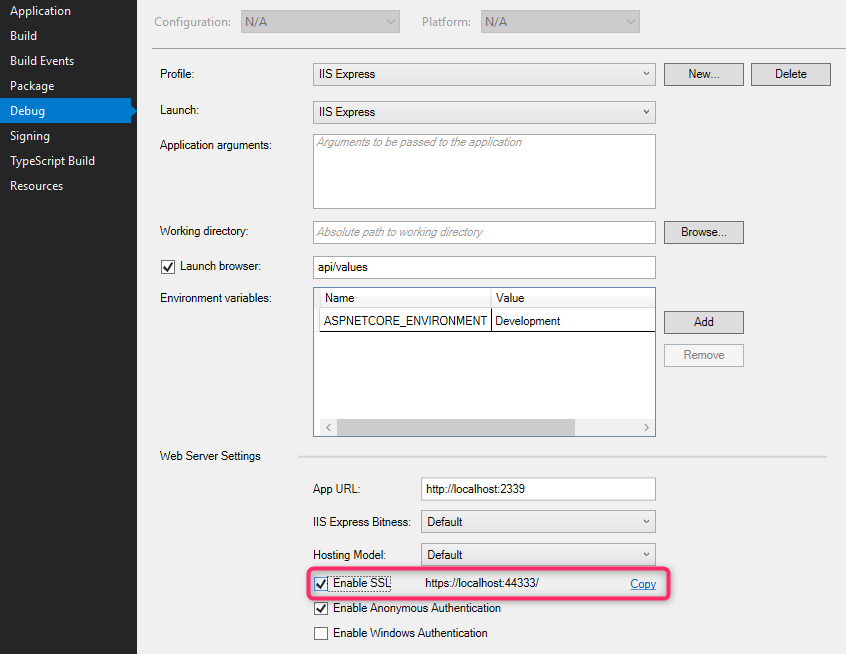 Application
Build
Build Events
Package
Debug
Signing
TypeScript Build
Resources
Configuration: N/A Platform: N/A
Profile: IIS Express New... Delete
Launch: IIS Express
Application arguments: Arguments to be passed to the application
Working directory: Absolute path to working directory Browse...
Launch browser: api/values
Environment variables: Name Value
ASPNETCORE_ENVIRONMENT Development Add
Remove
Web Server Settings
App URL: http://localhost:2339
IIS Express Bitness: Default
Hosting Model: Default
Enable SSL https://localhost:44333/ Copy
Enable Anonymous Authentication
Enable Windows Authentication